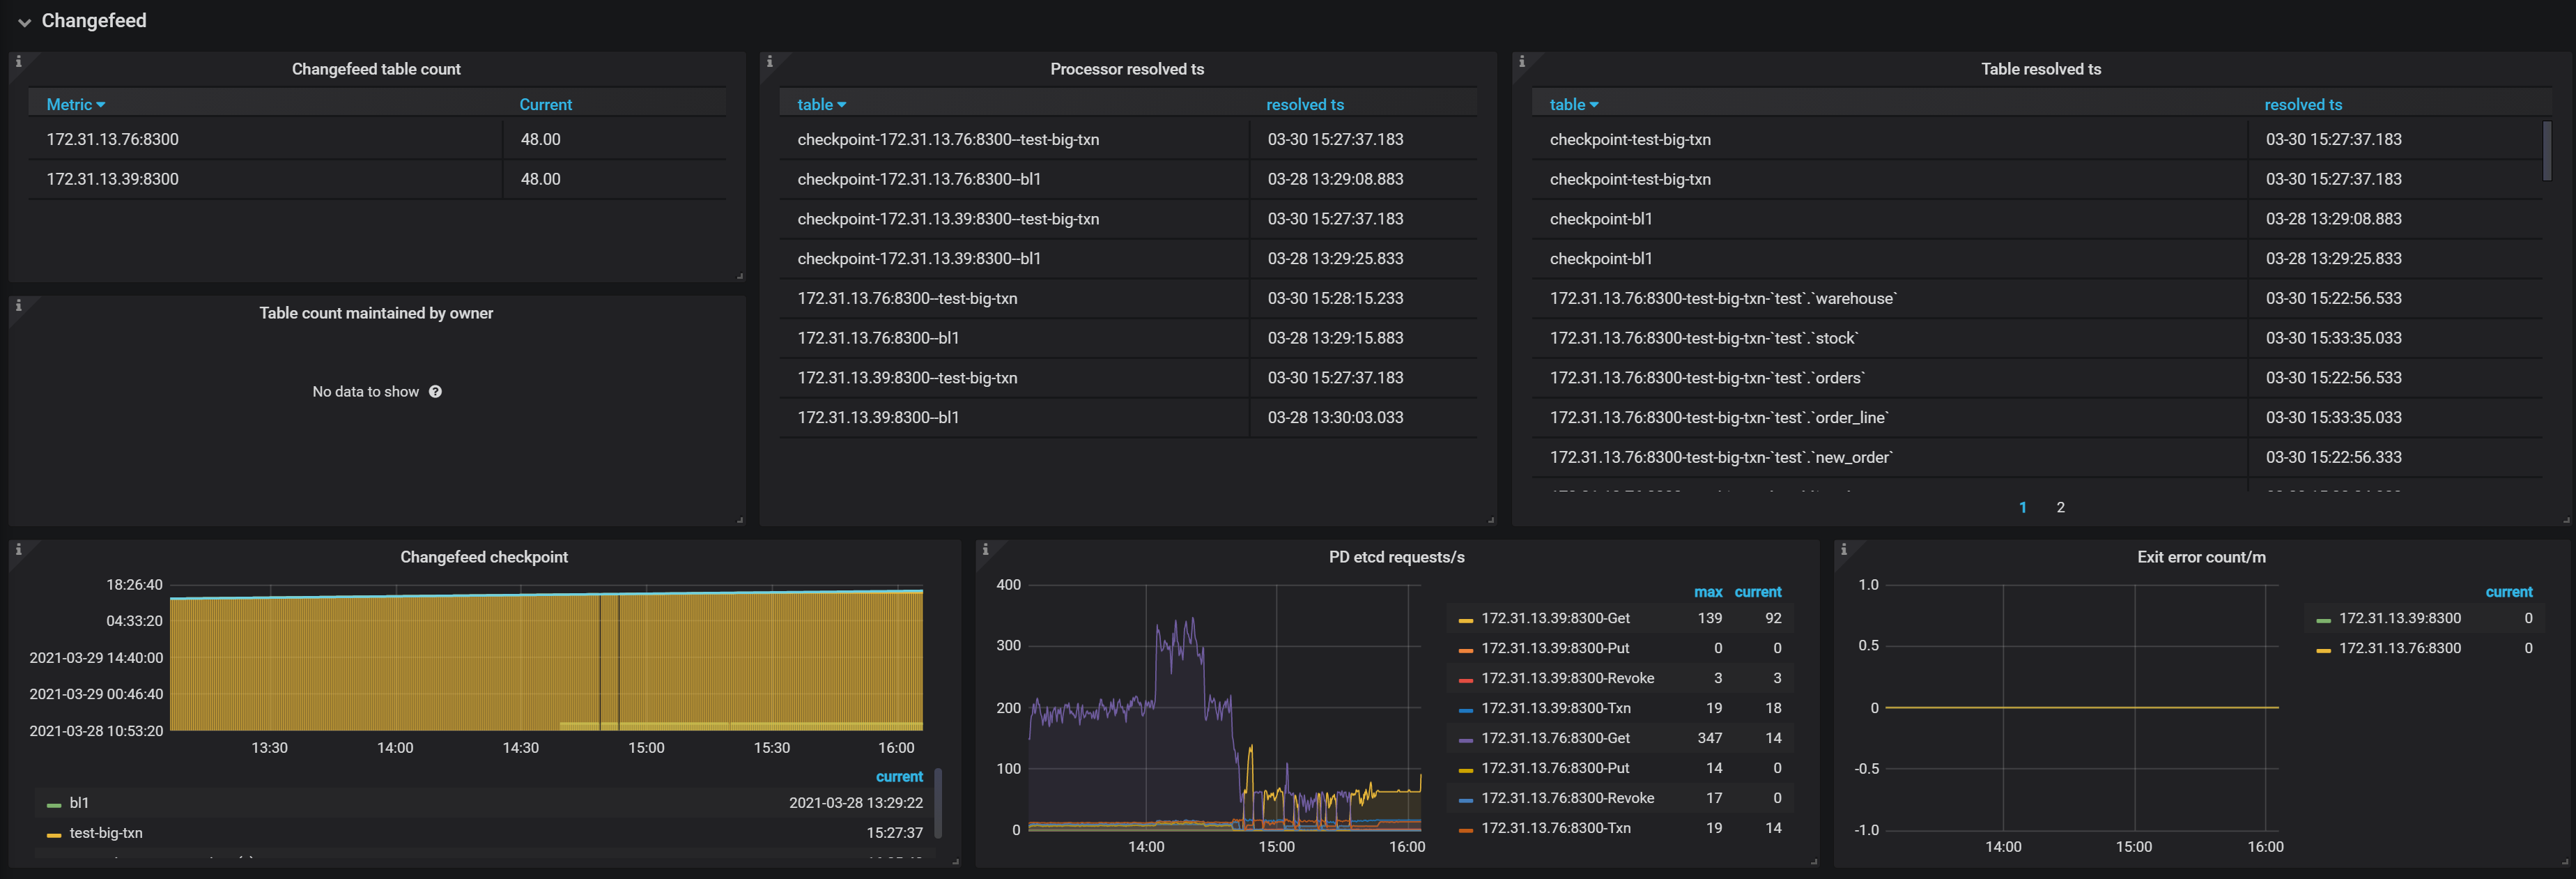 Changefeed
Changefeed table count
Metric Current
172.31.13.76:8300 48.00
172.31.13.39:8300 48.00
Table count maintained by owner
No data to show
Processor resolved ts
table resolved ts
checkpoint-172.31.13.76:8300--test-big-txn 03-30 15:27:37.183
checkpoint-172.31.13.76:8300--bl1 03-28 13:29:08.883
checkpoint-172.31.13.39:8300--test-big-txn 03-30 15:27:37.183
checkpoint-172.31.13.39:8300--bl1 03-28 13:29:25.833
172.31.13.76:8300--test-big-txn 03-30 15:28:15.233
172.31.13.76:8300--bl1 03-28 13:29:15.883
172.31.13.39:8300--test-big-txn 03-30 15:27:37.183
172.31.13.39:8300--bl1 03-28 13:30:03.033
Table resolved ts
table resolved ts
checkpoint-test-big-txn 03-30 15:27:37.183
checkpoint-test-big-txn 03-30 15:27:37.183
checkpoint-bl1 03-28 13:29:08.883
checkpoint-bl1 03-28 13:29:25.833
172.31.13.76:8300-test-big-txn-`test`.`warehouse` 03-30 15:22:56.533
172.31.13.76:8300-test-big-txn-`test`.`stock` 03-30 15:33:35.033
172.31.13.76:8300-test-big-txn-`test`.`orders` 03-30 15:22:56.533
172.31.13.76:8300-test-big-txn-`test`.`order_line` 03-30 15:33:35.033
172.31.13.76:8300-test-big-txn-`test`.`new_order` 03-30 15:22:56.333
1 2
Changefeed checkpoint
18:26:40
04:33:20
2021-03-29 14:40:00
2021-03-29 00:46:40
2021-03-28 10:53:20
13:30 14:00 14:30 15:00 15:30 16:00
current
bl1 2021-03-28 13:29:22
test-big-txn 15:27:37
PD etcd requests/s
400
300
200
100
0
14:00 15:00 16:00
max current
172.31.13.39:8300-Get 139 92
172.31.13.39:8300-Put 0 0
172.31.13.39:8300-Revoke 3 3
172.31.13.39:8300-Txn 19 18
172.31.13.76:8300-Get 347 14
172.31.13.76:8300-Put 14 0
172.31.13.76:8300-Revoke 17 0
172.31.13.76:8300-Txn 19 14
Exit error count/m
1.0
0.5
0
-0.5
-1.0
14:00 15:00 16:00
current
172.31.13.39:8300 0
172.31.13.76:8300 0